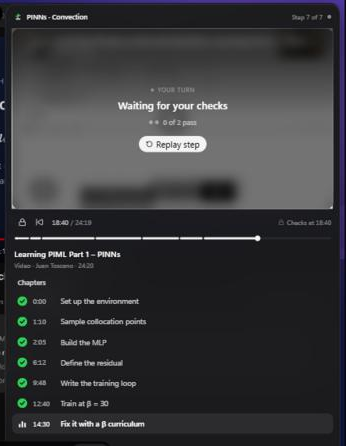 PINNs - Convection
Step 7 of 7
YOUR TURN
Waiting for your checks
0 of 2 pass
Replay step
18:40 / 24:19
Checks at 18:40
Learning PIML Part 1 – PINNs
Video · Juan Toscano · 24:20
Chapters
0:00 Set up the environment
1:10 Sample collocation points
2:05 Build the MLP
6:12 Define the residual
9:48 Write the training loop
12:40 Train at β = 30
14:30 Fix it with a β curriculum